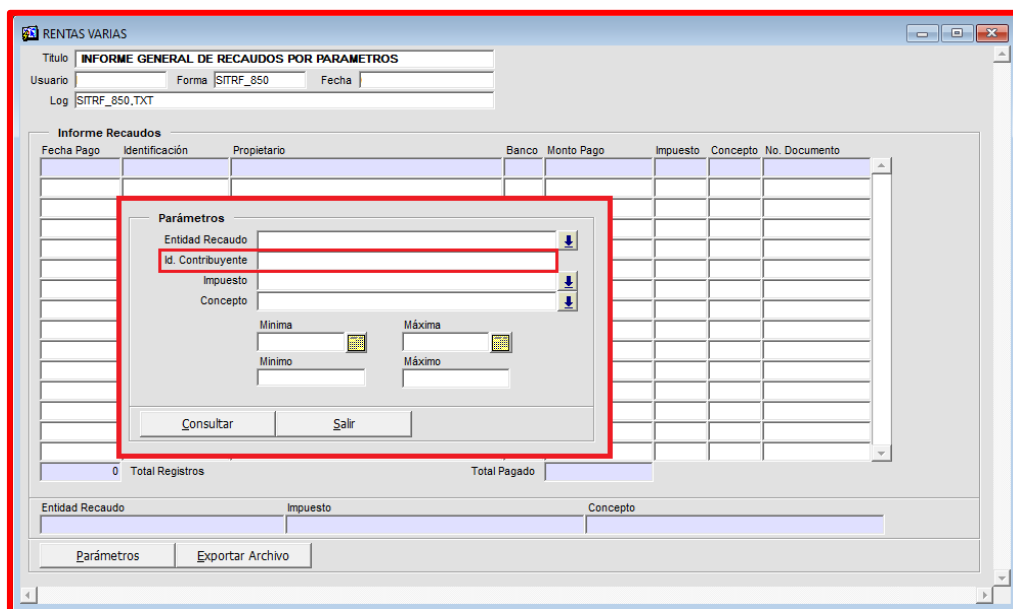 RENTAS VARIAS
Titulo INFORME GENERAL DE RECAUDOS POR PARAMETROS
Usuario Forma SITRF_850 Fecha
Log SITRF_850.TXT
Informe Recaudos
Fecha Pago Identificación Propietario Banco Monto Pago Impuesto Concepto No. Documento
Parámetros
Entidad Recaudo
Id. Contribuyente
Impuesto
Concepto
Minima Máxima
Minimo Máximo
Consultar Salir
0 Total Registros Total Pagado
Entidad Recaudo Impuesto Concepto
Parámetros Exportar Archivo